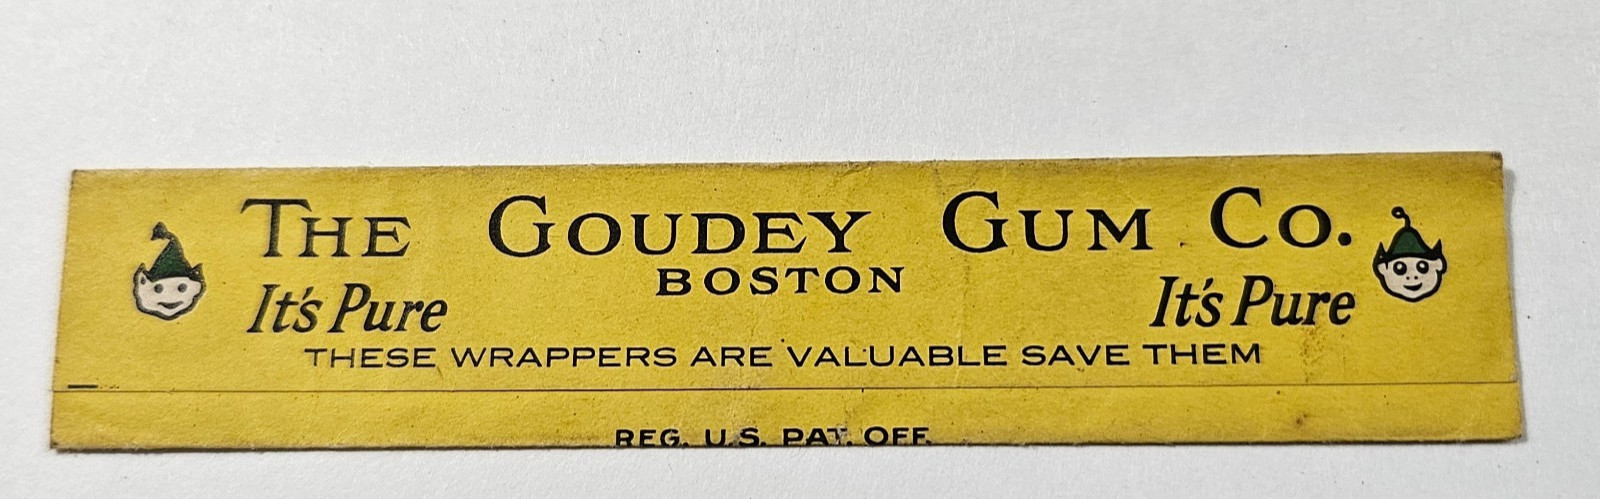 THE GOUDEY GUM CO.
BOSTON
It's Pure It's Pure
THESE WRAPPERS ARE VALUABLE SAVE THEM
REG. U.S. PAT. OFF.